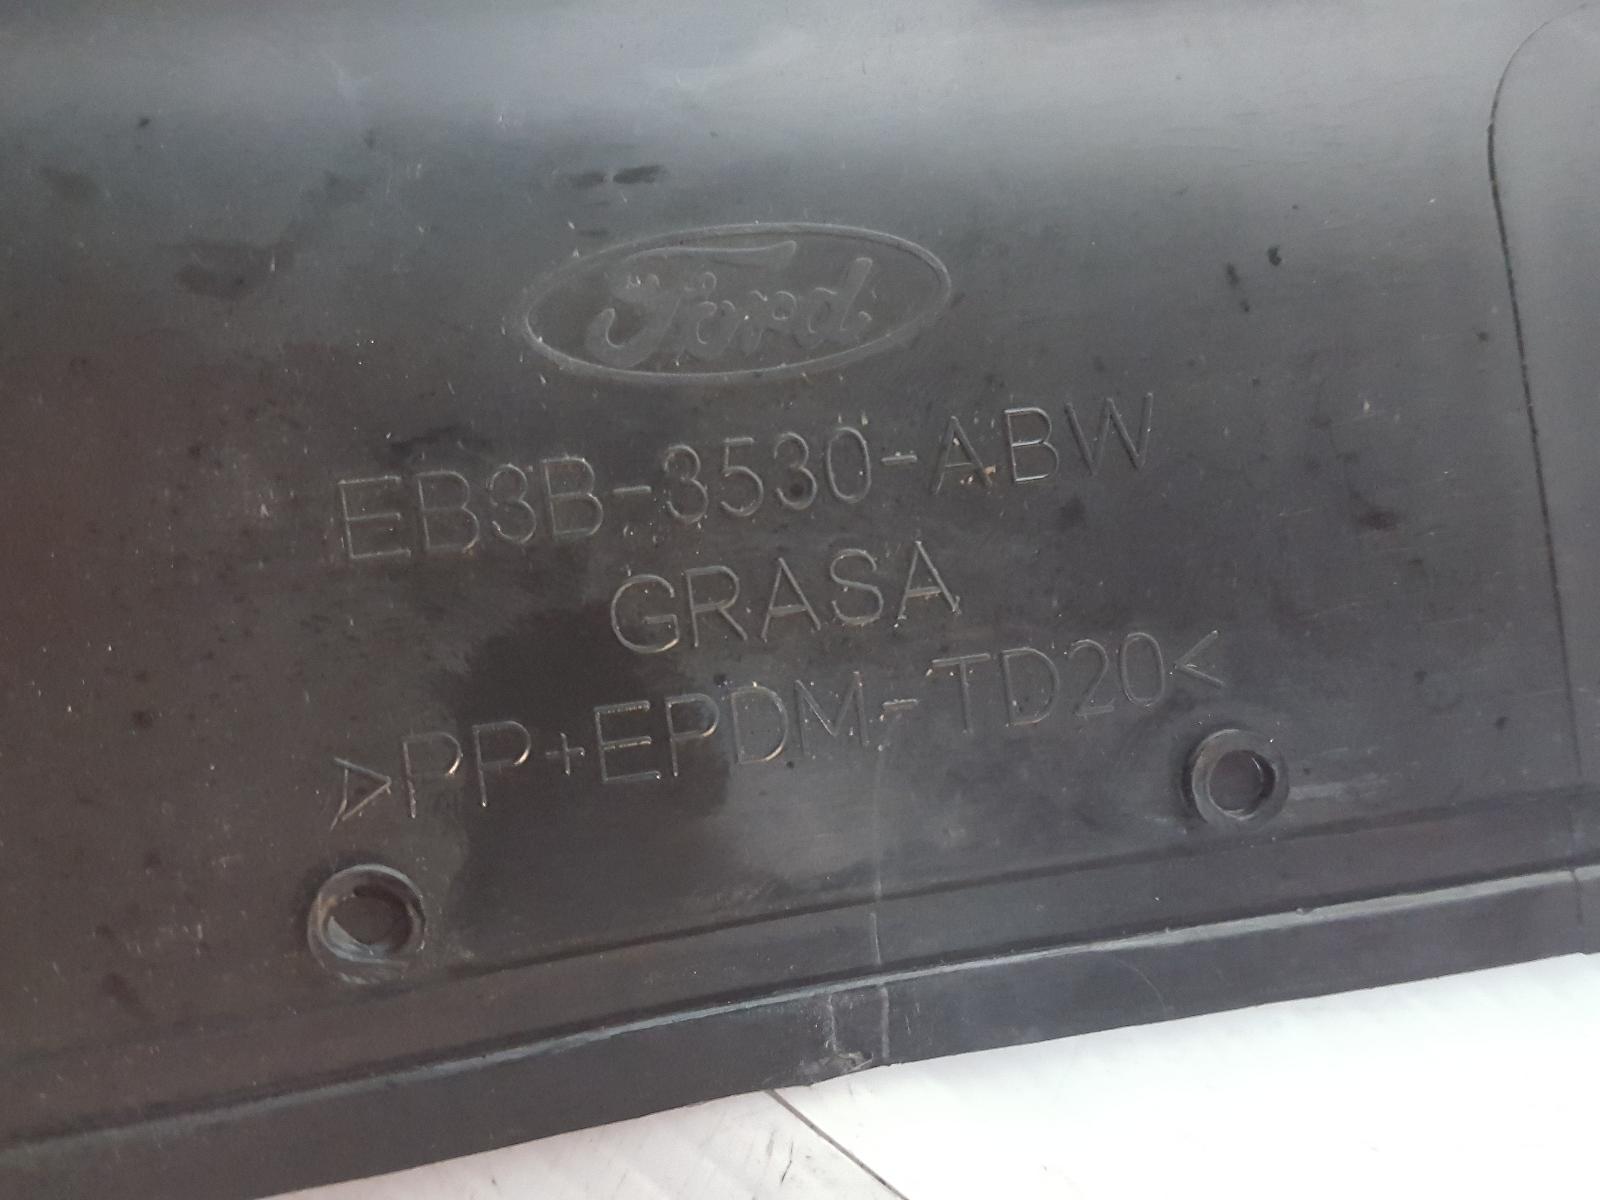 Ford
EB3B-3530-ABW
GRASA
>PP+EPDM-TD20<